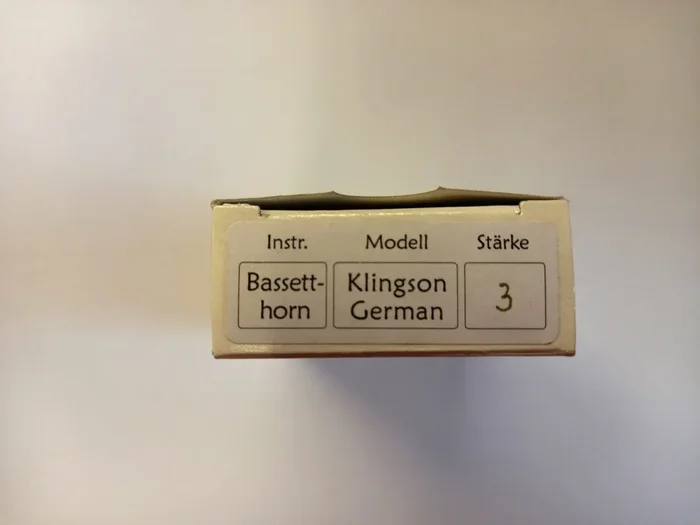 Instr. Modell Stärke
Bassett- Klingson 3
horn German